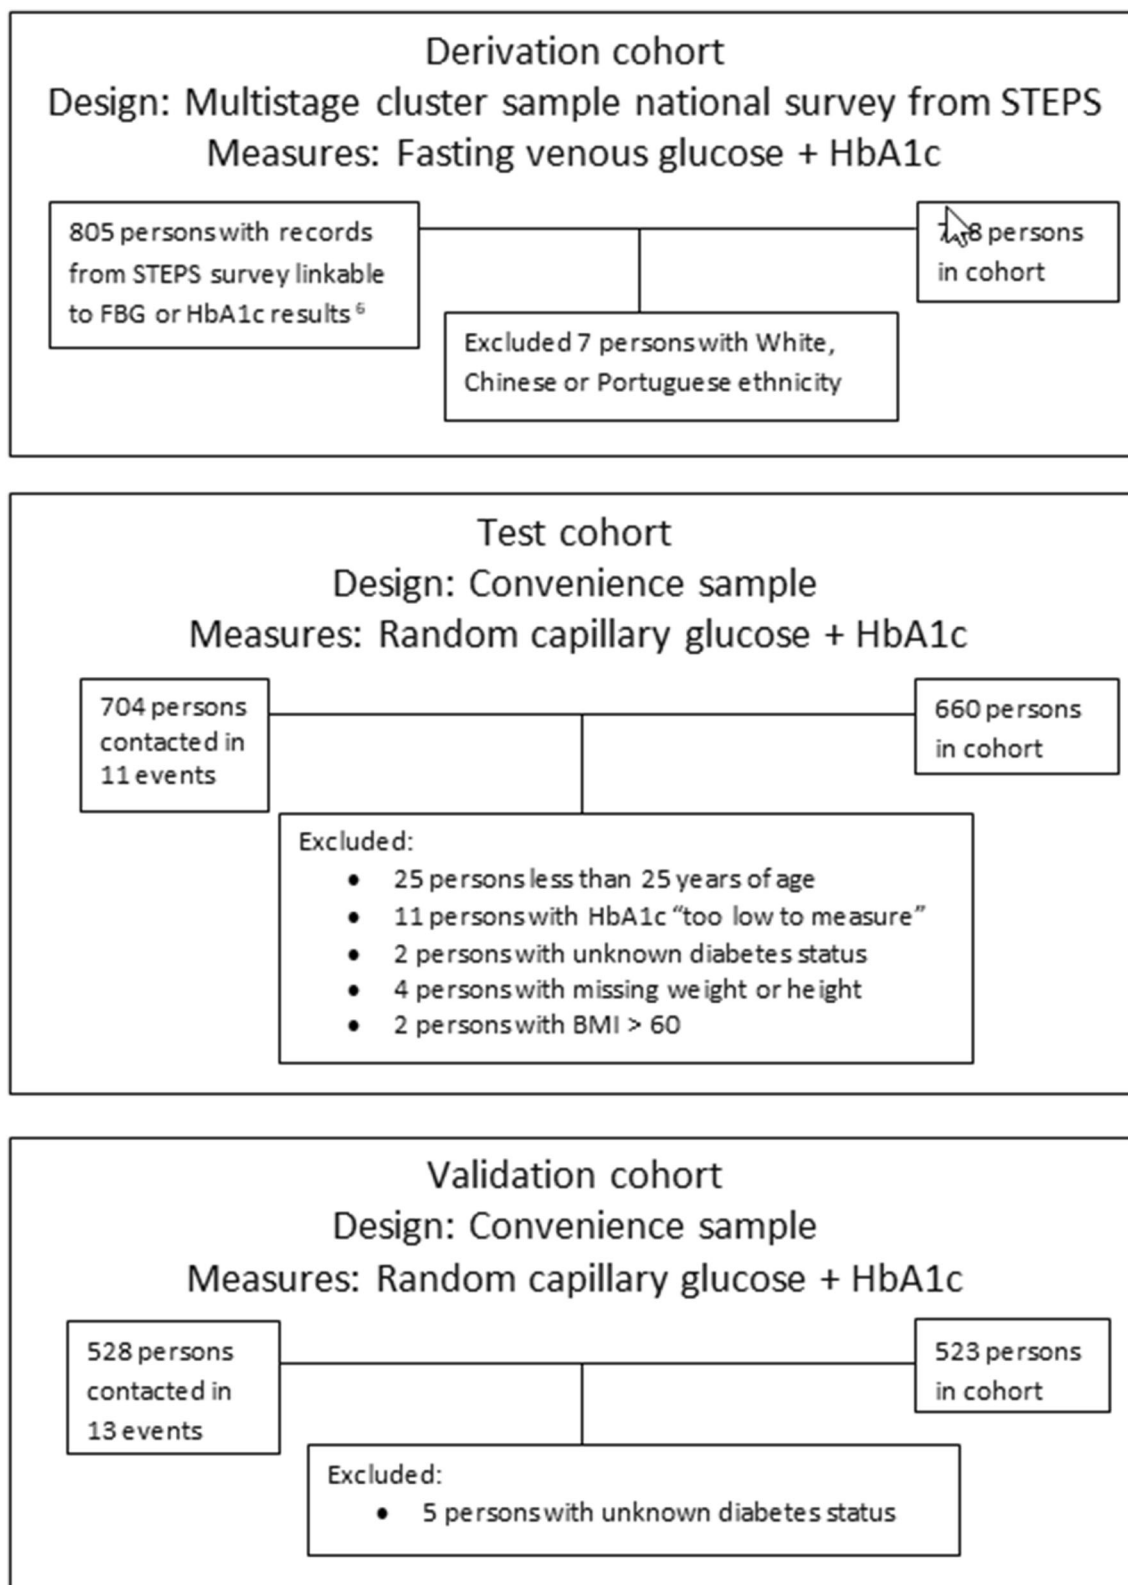 Derivation cohort
Design: Multistage cluster sample national survey from STEPS
Measures: Fasting venous glucose + HbA1c
805 persons with records
from STEPS survey linkable
to FBG or HbA1c results 6
persons
in cohort
Excluded 7 persons with White,
Chinese or Portuguese ethnicity
Test cohort
Design: Convenience sample
Measures: Random capillary glucose + HbA1c
704 persons
contacted in
11 events
660 persons
in cohort
Excluded:
• 25 persons less than 25 years of age
• 11 persons with HbA1c “too low to measure”
• 2 persons with unknown diabetes status
• 4 persons with missing weight or height
• 2 persons with BMI > 60
Validation cohort
Design: Convenience sample
Measures: Random capillary glucose + HbA1c
528 persons
contacted in
13 events
523 persons
in cohort
Excluded:
• 5 persons with unknown diabetes status